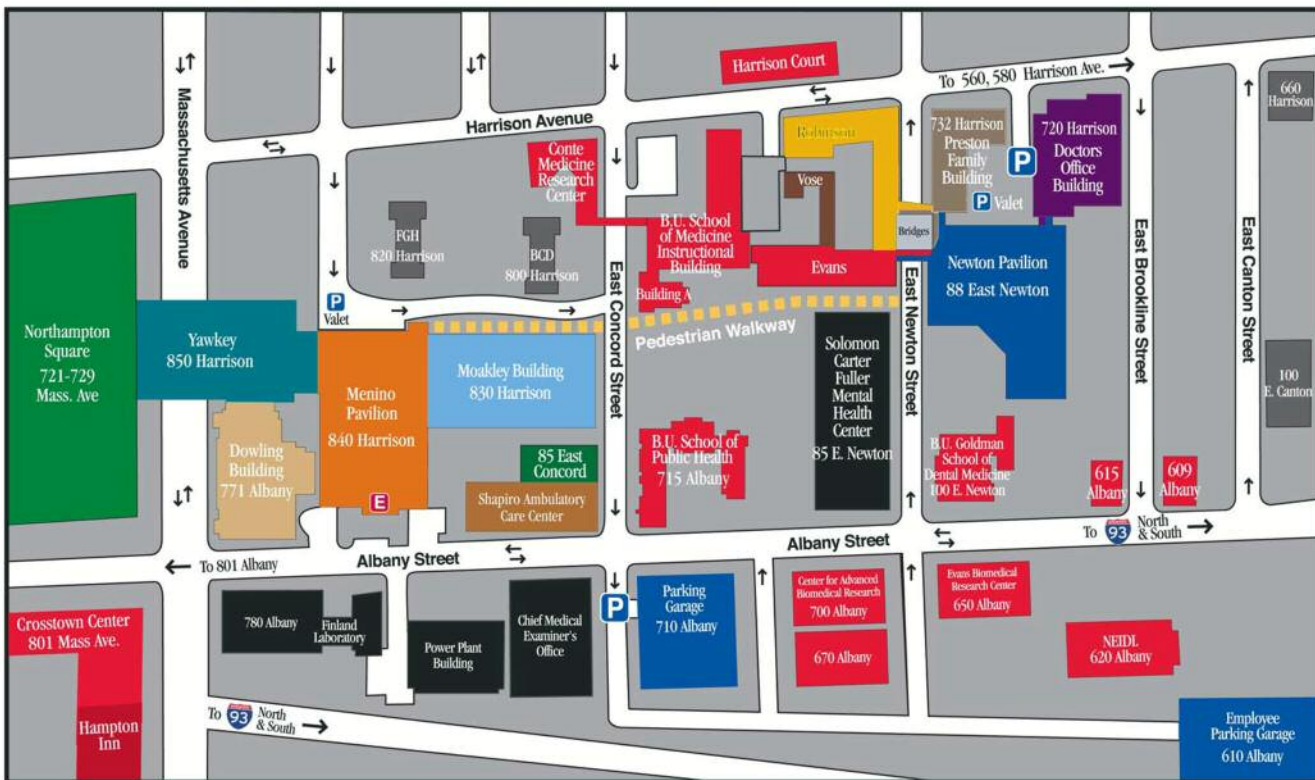 Harrison Court
To 560, 580 Harrison Ave.
660
Harrison
Massachusetts Avenue
Harrison Avenue
Conte
Medicine
Research
Center
Robinson
732 Harrison
Preston
Family
Building
P
Valet
P
720 Harrison
Doctors
Office
Building
Vose
Bridges
FGH
820 Harrison
BCD
800 Harrison
B.U. School
of Medicine
Instructional
Building
Evans
Building A
Newton Pavilion
88 East Newton
East Concord Street
East Newton Street
East Brookline Street
East Canton Street
P
Valet
Pedestrian Walkway
Northampton
Square
721-729
Mass. Ave
Yawkey
850 Harrison
Menino
Pavilion
840 Harrison
E
Moakley Building
830 Harrison
Solomon
Carter
Fuller
Mental
Health
Center
85 E. Newton
100
E. Canton
Dowling
Building
771 Albany
85 East
Concord
Shapiro Ambulatory
Care Center
B.U. School of
Public Health
715 Albany
B.U. Goldman
School of
Dental Medicine
100 E. Newton
615
Albany
609
Albany
To 93 North
& South
Albany Street
Albany Street
To 801 Albany
Crosstown Center
801 Mass Ave.
Hampton
Inn
780 Albany
Finland
Laboratory
Power Plant
Building
Chief Medical
Examiner's
Office
P
Parking
Garage
710 Albany
Center for Advanced
Biomedical Research
700 Albany
670 Albany
Evans Biomedical
Research Center
650 Albany
NEIDL
620 Albany
To 93 North
& South
Employee
Parking Garage
610 Albany